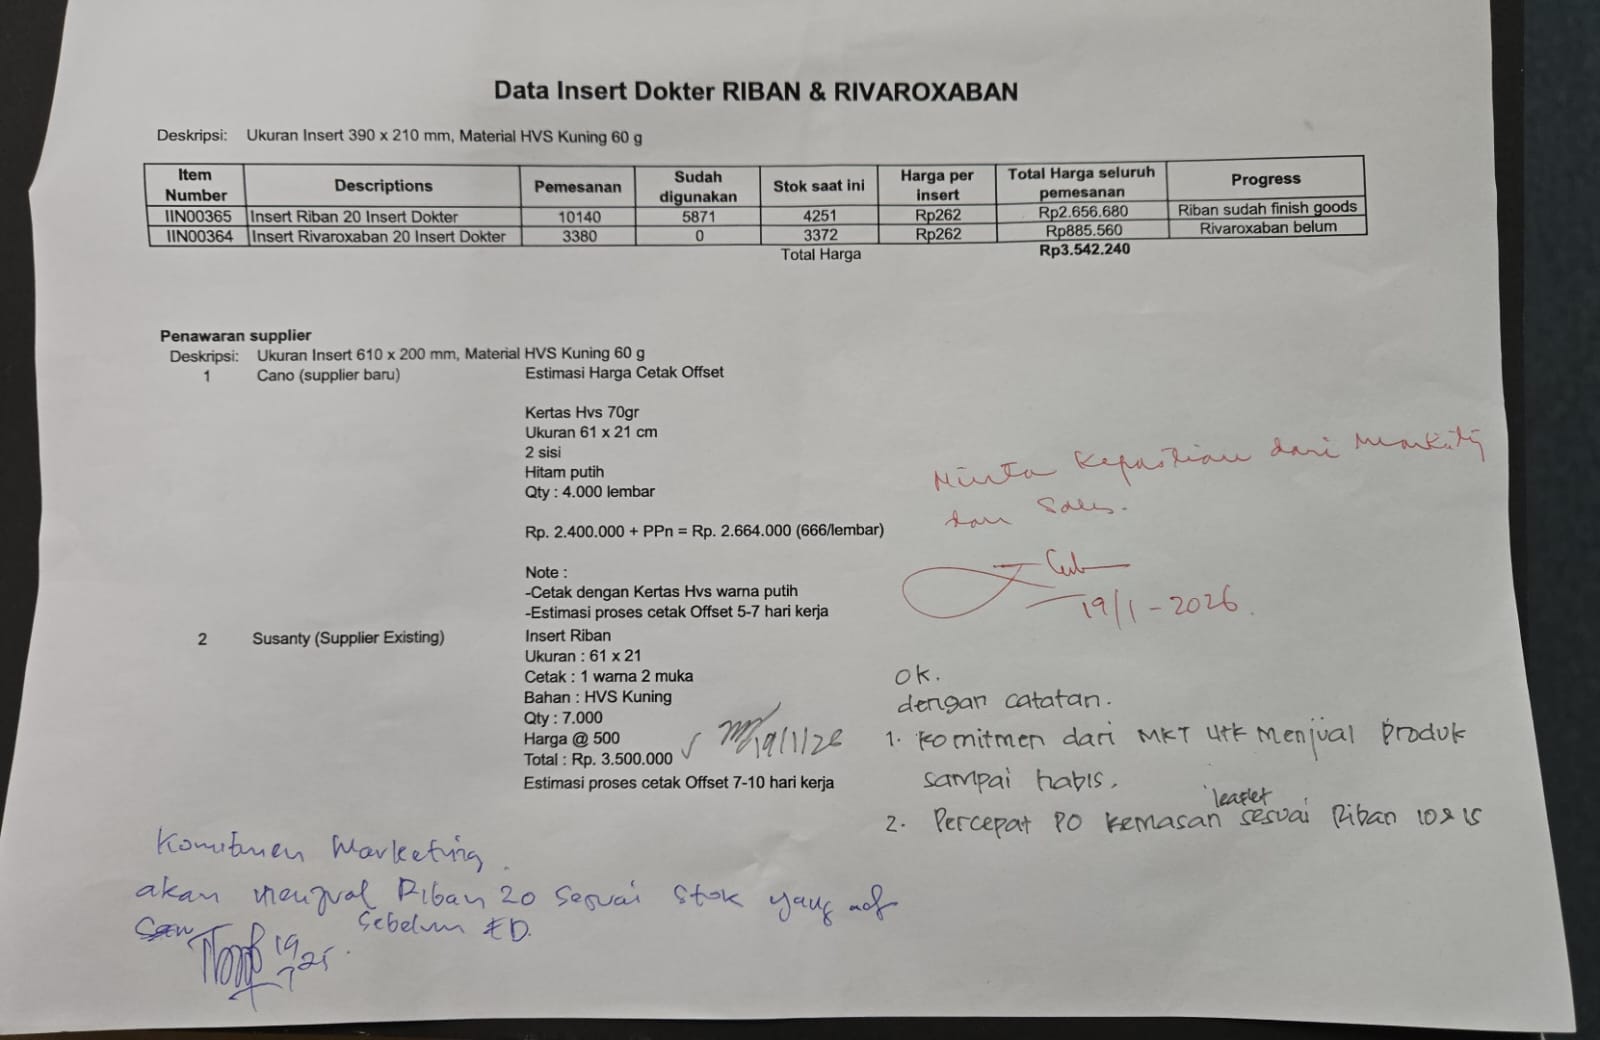 Data Insert Dokter RIBAN & RIVAROXABAN
Deskripsi: Ukuran Insert 390 x 210 mm, Material HVS Kuning 60 g
Item Number Descriptions Pemesanan Sudah digunakan Stok saat ini Harga per insert Total Harga seluruh pemesanan Progress
IIN00365 Insert Riban 20 Insert Dokter 10140 5871 4251 Rp262 Rp2.656.680 Riban sudah finish goods
IIN00364 Insert Rivaroxaban 20 Insert Dokter 3380 0 3372 Rp262 Rp885.560 Rivaroxaban belum
Total Harga Rp3.542.240
Penawaran supplier
Deskripsi: Ukuran Insert 610 x 200 mm, Material HVS Kuning 60 g
1 Cano (supplier baru) Estimasi Harga Cetak Offset
Kertas Hvs 70gr
Ukuran 61 x 21 cm
2 sisi
Hitam putih
Qty : 4.000 lembar
Rp. 2.400.000 + PPn = Rp. 2.664.000 (666/lembar)
Note :
-Cetak dengan Kertas Hvs warna putih
-Estimasi proses cetak Offset 5-7 hari kerja
2 Susanty (Supplier Existing) Insert Riban
Ukuran : 61 x 21
Cetak : 1 warna 2 muka
Bahan : HVS Kuning
Qty : 7.000
Harga @ 500
Total : Rp. 3.500.000
Estimasi proses cetak Offset 7-10 hari kerja
19/1/26
Minta Kepastian dari Marketing
dan Sales.
19/1-2026.
OK.
dengan catatan.
1. Komitmen dari MKT utk Menjual Produk
sampai habis.
2. Percepat PO Kemasan leaflet sesuai Riban 10 & 15
Komitmen Marketing.
akan menjual Riban 20 sesuai stok yang
sebelum ED.
19